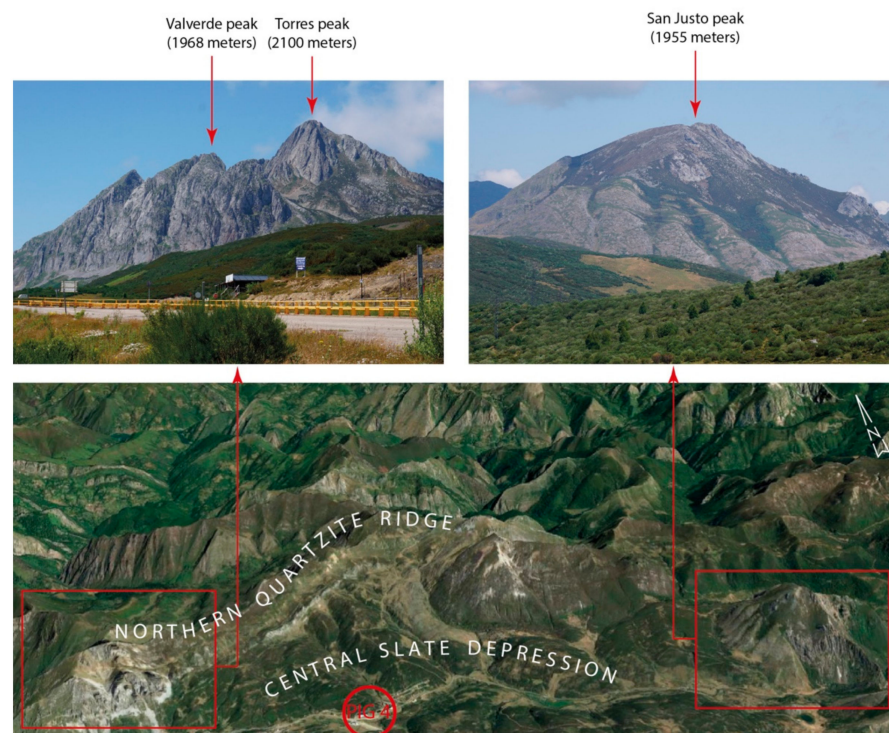 Valverde peak
(1968 meters)
Torres peak
(2100 meters)
San Justo peak
(1955 meters)
N
NORTHERN QUARTZITE RIDGE
CENTRAL SLATE DEPRESSION
PIG 4